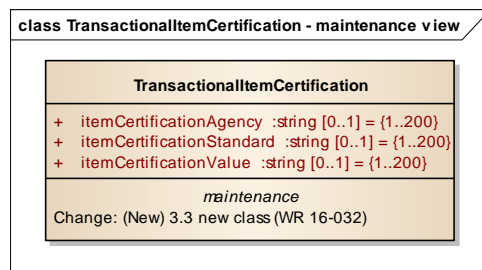 class TransactionalItemCertification - maintenance view
TransactionalItemCertification
+ itemCertificationAgency :string [0..1] = {1..200}
+ itemCertificationStandard :string [0..1] = {1..200}
+ itemCertificationValue :string [0..1] = {1..200}
maintenance
Change: (New) 3.3 new class (WR 16-032)